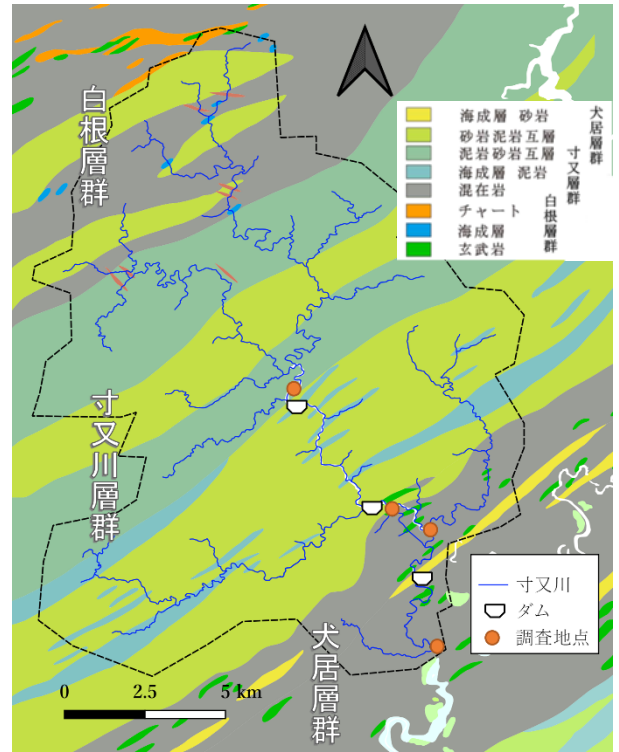 白根層群
寸又川層群
犬居層群
海成層 砂岩
砂岩泥岩互層
泥岩砂岩互層
海成層 泥岩
混在岩
チャート
海成層
玄武岩
犬居層群
寸又層群
白根層群
寸又川
ダム
調査地点
0 2.5 5 km